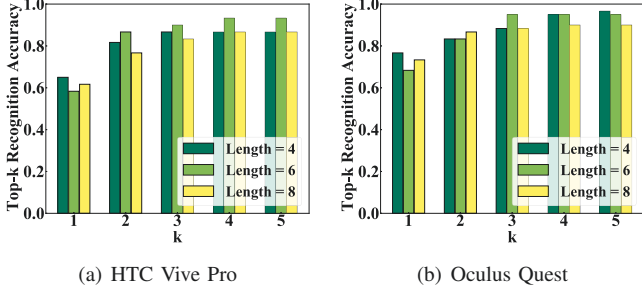 Top-k Recognition Accuracy
1.0
0.8
0.6
0.4
0.2
0.0
Length = 4
Length = 6
Length = 8
1 2 3 4 5
k
(a) HTC Vive Pro
Top-k Recognition Accuracy
1.0
0.8
0.6
0.4
0.2
0.0
Length = 4
Length = 6
Length = 8
1 2 3 4 5
k
(b) Oculus Quest